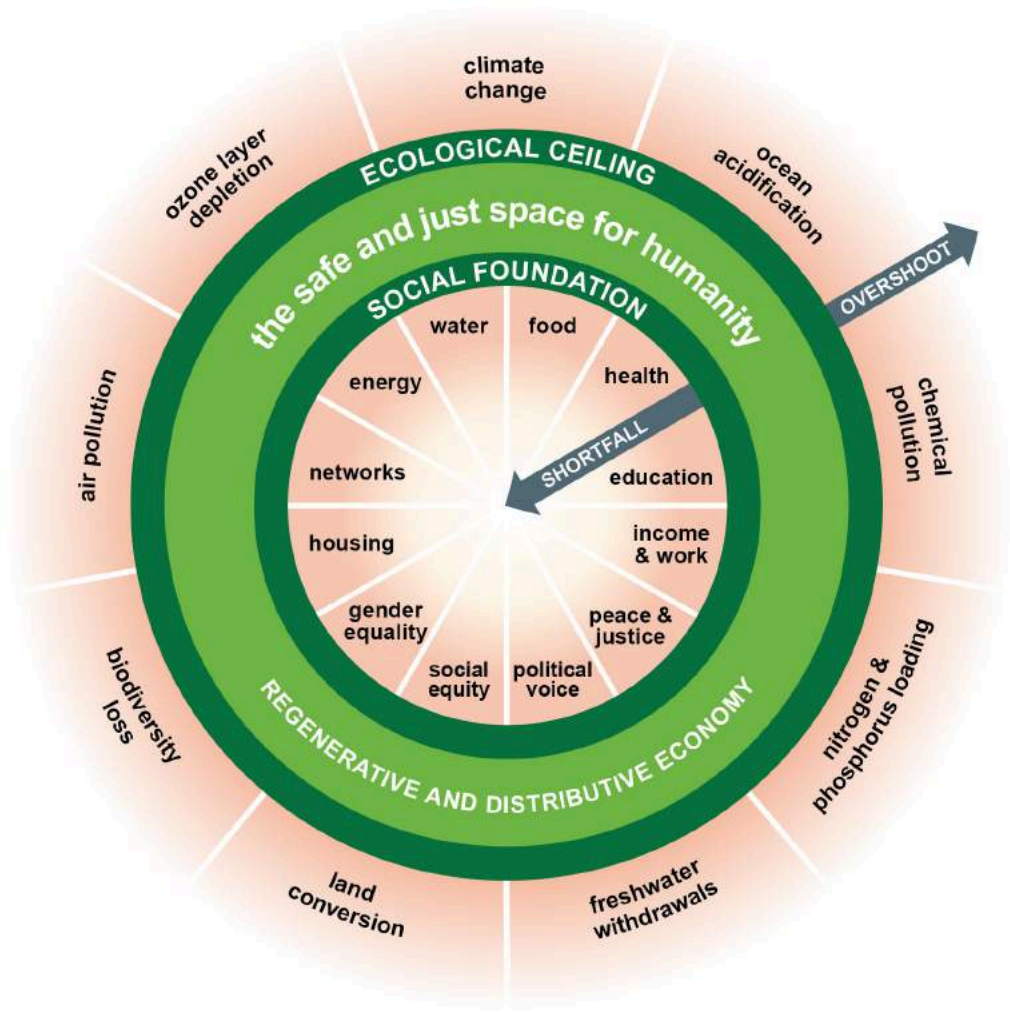 climate
change
ocean
acidification
OVERSHOOT
chemical
pollution
nitrogen &
phosphorus loading
freshwater
withdrawals
land
conversion
biodiversity
loss
air pollution
ozone layer
depletion
ECOLOGICAL CEILING
the safe and just space for humanity
SOCIAL FOUNDATION
water
food
health
SHORTFALL
education
income
& work
peace &
justice
political
voice
social
equity
gender
equality
housing
networks
energy
REGENERATIVE AND DISTRIBUTIVE ECONOMY